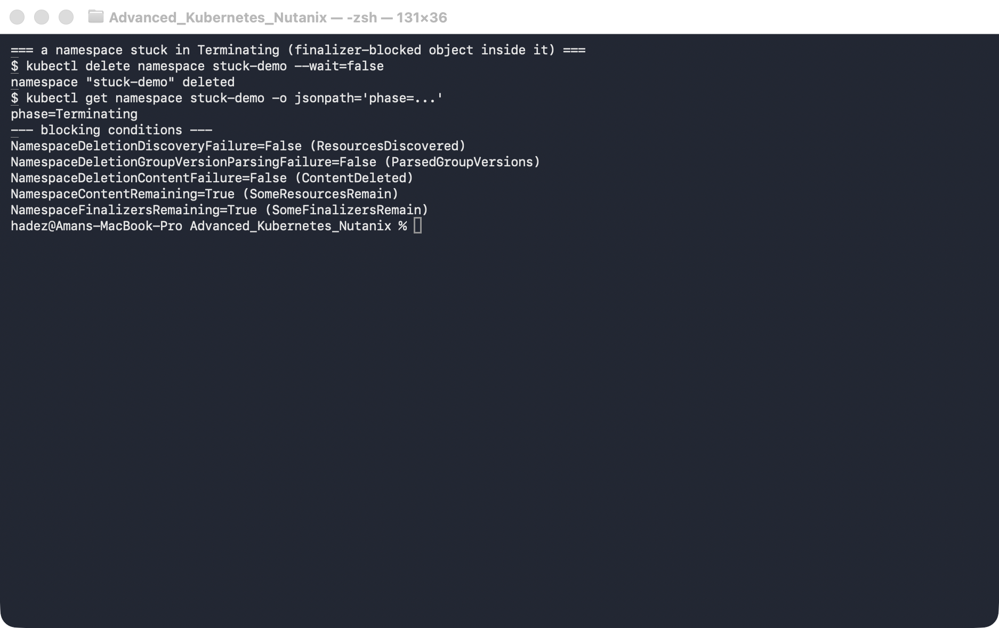 Advanced_Kubernetes_Nutanix — -zsh — 131×36
=== a namespace stuck in Terminating (finalizer-blocked object inside it) ===
$ kubectl delete namespace stuck-demo --wait=false
namespace "stuck-demo" deleted
$ kubectl get namespace stuck-demo -o jsonpath='phase=...'
phase=Terminating
--- blocking conditions ---
NamespaceDeletionDiscoveryFailure=False (ResourcesDiscovered)
NamespaceDeletionGroupVersionParsingFailure=False (ParsedGroupVersions)
NamespaceDeletionContentFailure=False (ContentDeleted)
NamespaceContentRemaining=True (SomeResourcesRemain)
NamespaceFinalizersRemaining=True (SomeFinalizersRemain)
hadez@Amans-MacBook-Pro Advanced_Kubernetes_Nutanix %